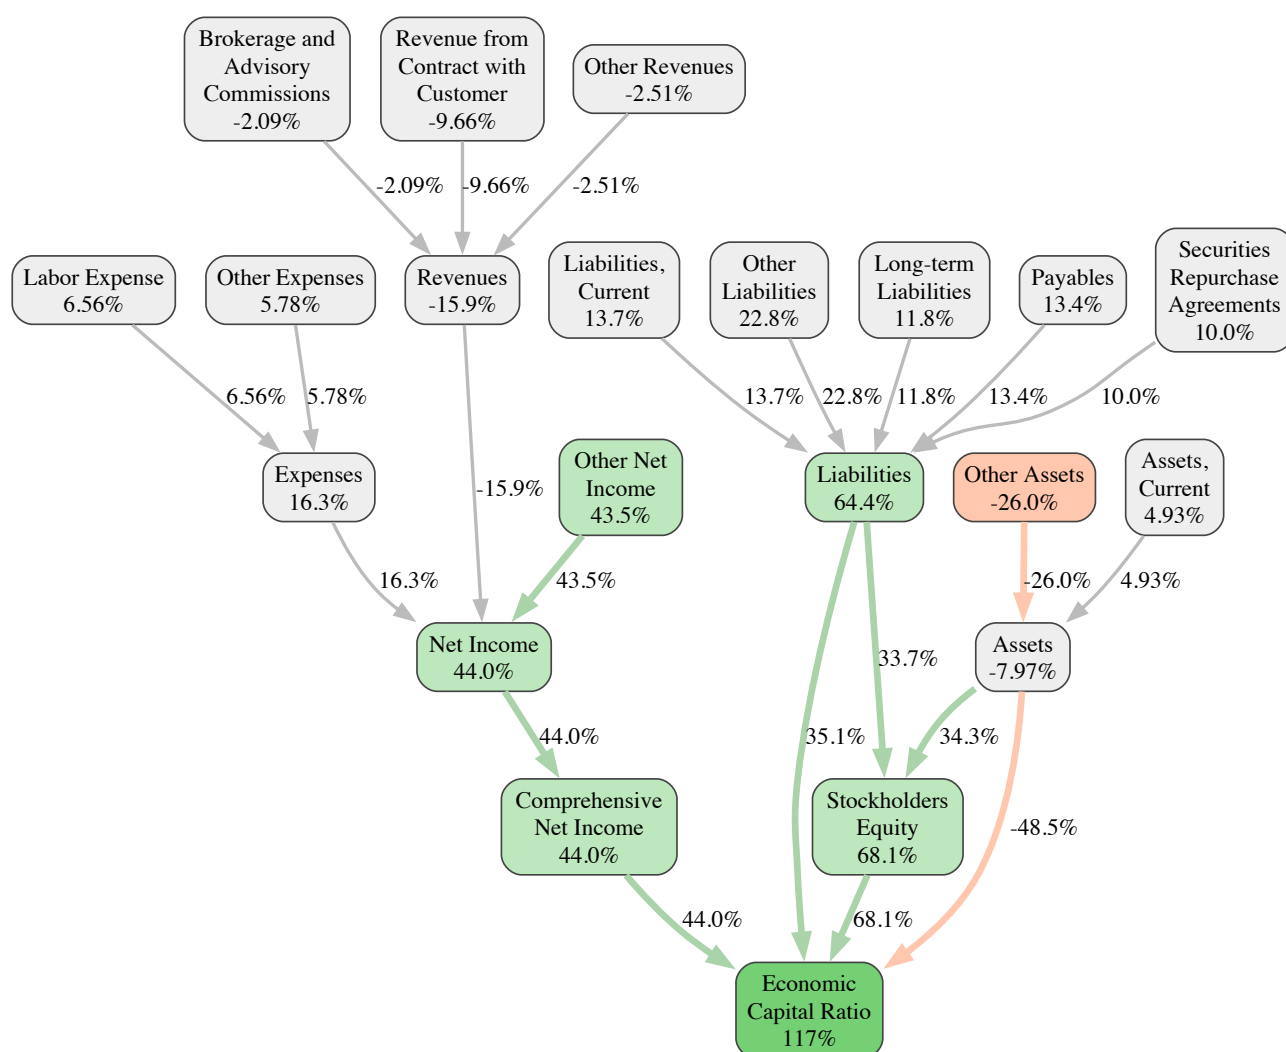 Brokerage and
Advisory
Commissions
-2.09%
Revenue from
Contract with
Customer
-9.66%
Other Revenues
-2.51%
-2.09%
-9.66%
-2.51%
Labor Expense
6.56%
Other Expenses
5.78%
Revenues
-15.9%
Liabilities,
Current
13.7%
Other
Liabilities
22.8%
Long-term
Liabilities
11.8%
Payables
13.4%
Securities
Repurchase
Agreements
10.0%
6.56%
5.78%
13.7%
22.8%
11.8%
13.4%
10.0%
Expenses
16.3%
-15.9%
Other Net
Income
43.5%
Liabilities
64.4%
Other Assets
-26.0%
Assets,
Current
4.93%
16.3%
43.5%
-26.0%
4.93%
Net Income
44.0%
33.7%
Assets
-7.97%
44.0%
35.1%
34.3%
Comprehensive
Net Income
44.0%
Stockholders
Equity
68.1%
-48.5%
44.0%
68.1%
Economic
Capital Ratio
117%